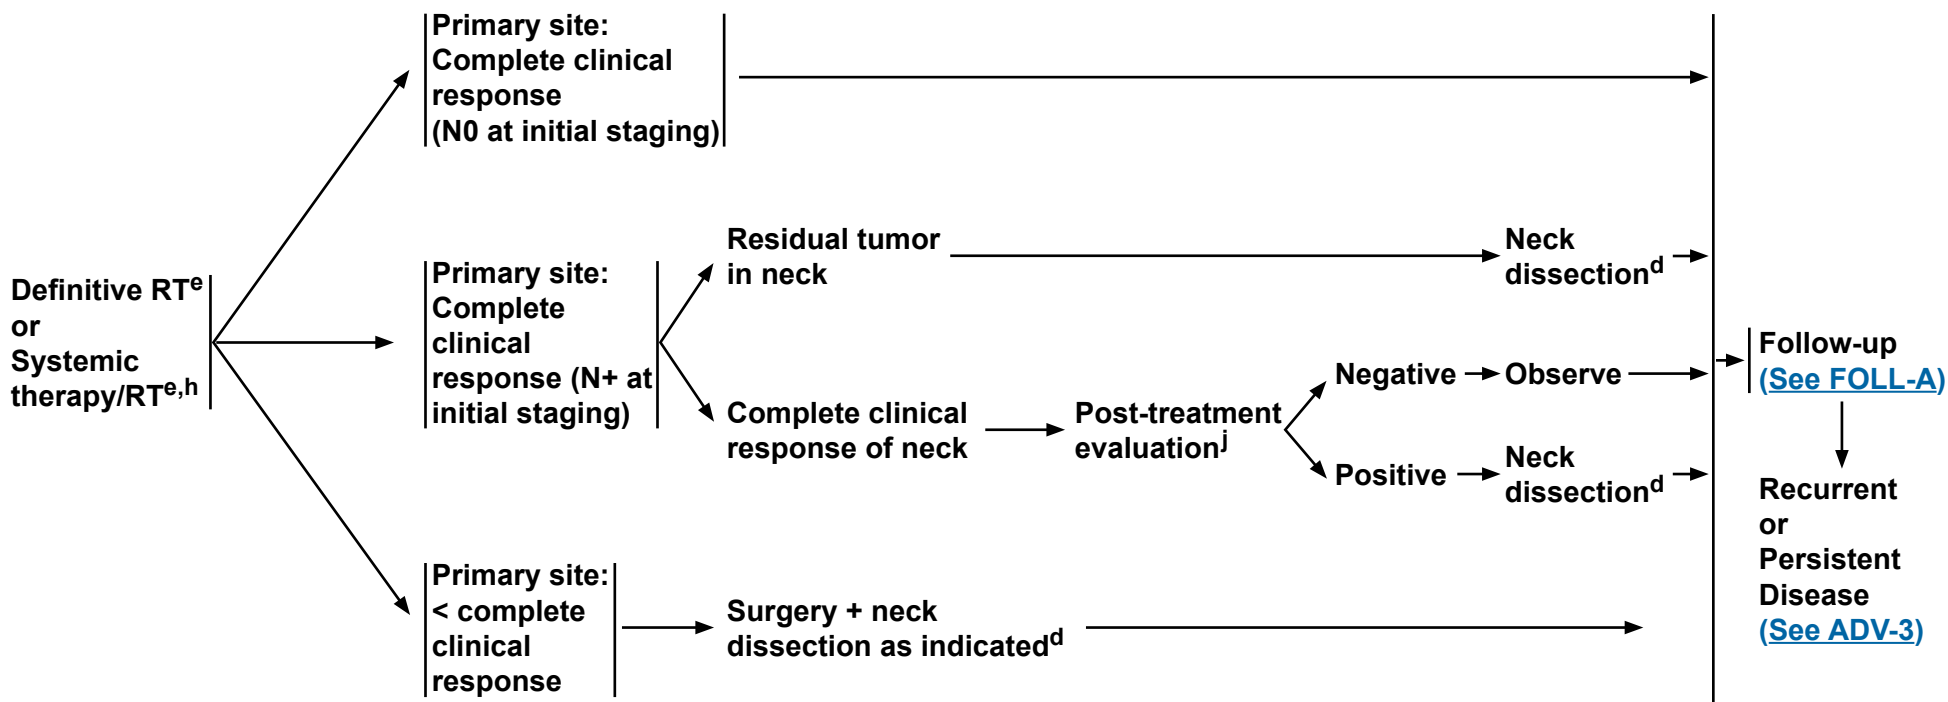 Definitive RTe
or
Systemic
therapy/RTe,h
Primary site:
Complete clinical
response
(N0 at initial staging)
Primary site:
Complete
clinical
response (N+ at
initial staging)
Residual tumor
in neck
Neck
dissectiond
Complete clinical
response of neck
Post-treatment
evaluationj
Negative
Observe
Positive
Neck
dissectiond
Primary site:
< complete
clinical
response
Surgery + neck
dissection as indicatedd
Follow-up
(See FOLL-A)
Recurrent
or
Persistent
Disease
(See ADV-3)